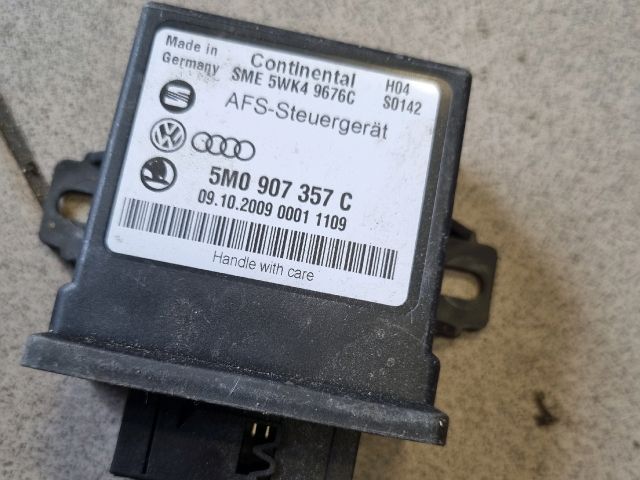 Made in
Germany
Continental
SME 5WK4 9676C
H04
S0142
AFS-Steuergerät
5M0 907 357 C
09.10.2009 0001 1109
Handle with care